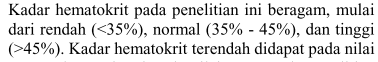 Kadar hematokrit pada penelitian ini beragam, mulai
dari rendah (<35%), normal (35% - 45%), dan tinggi
(>45%). Kadar hematokrit terendah didapat pada nilai